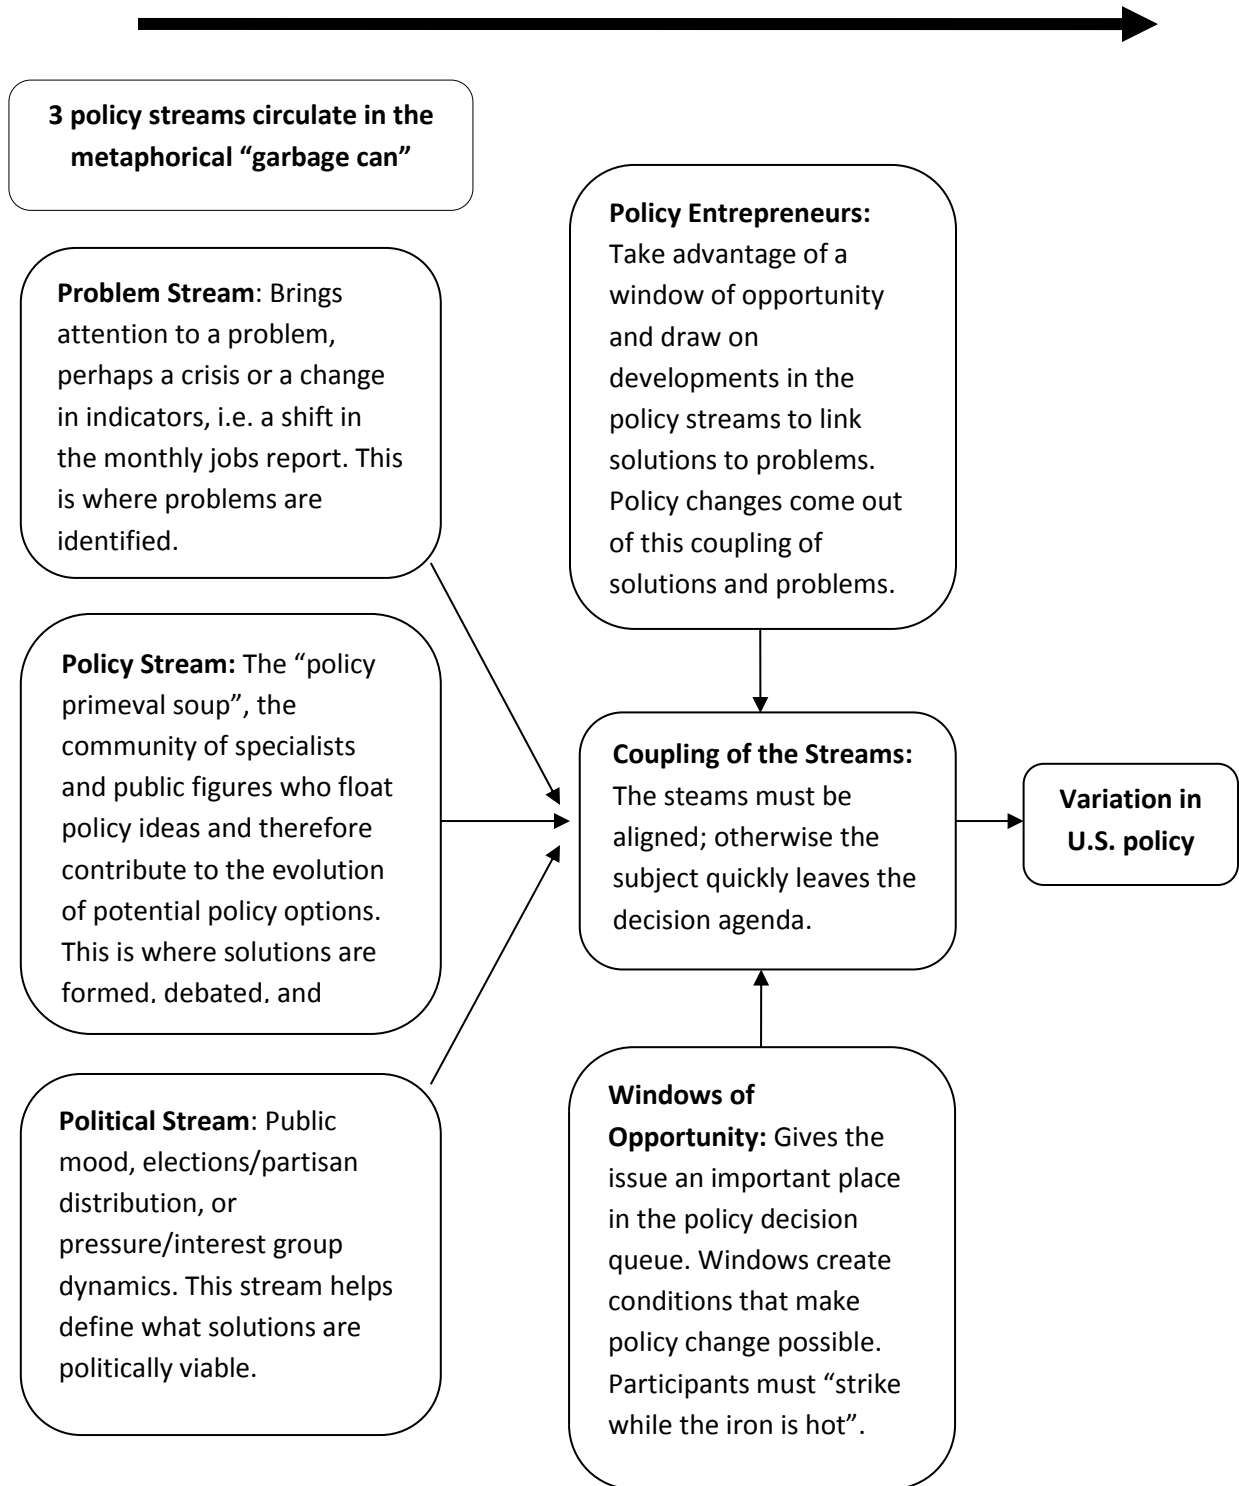 3 policy streams circulate in the
metaphorical “garbage can”
Problem Stream: Brings
attention to a problem,
perhaps a crisis or a change
in indicators, i.e. a shift in
the monthly jobs report. This
is where problems are
identified.
Policy Stream: The “policy
primeval soup”, the
community of specialists
and public figures who float
policy ideas and therefore
contribute to the evolution
of potential policy options.
This is where solutions are
formed, debated, and
Political Stream: Public
mood, elections/partisan
distribution, or
pressure/interest group
dynamics. This stream helps
define what solutions are
politically viable.
Policy Entrepreneurs:
Take advantage of a
window of opportunity
and draw on
developments in the
policy streams to link
solutions to problems.
Policy changes come out
of this coupling of
solutions and problems.
Coupling of the Streams:
The steams must be
aligned; otherwise the
subject quickly leaves the
decision agenda.
Windows of
Opportunity: Gives the
issue an important place
in the policy decision
queue. Windows create
conditions that make
policy change possible.
Participants must “strike
while the iron is hot”.
Variation in
U.S. policy